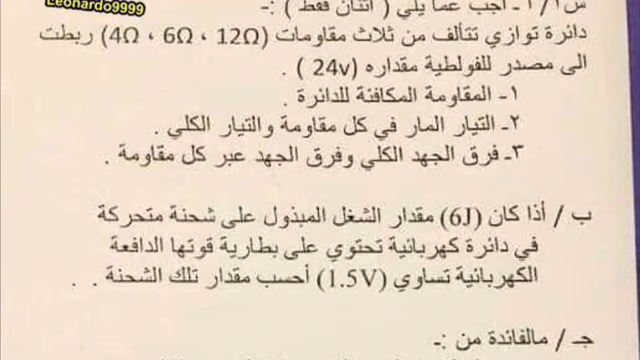 Leonardo9999
س١/ ١- أجب عما يلي ( اثنان فقط ) :-
دائرة توازي تتألف من ثلاث مقاومات (4Ω ، 6Ω ، 12Ω) ربطت
الى مصدر للفولطية مقداره (24v ) .
١- المقاومة المكافئة للدائرة .
٢- التيار المار في كل مقاومة والتيار الكلي .
٣- فرق الجهد الكلي وفرق الجهد عبر كل مقاومة .
ب / أذا كان (6J) مقدار الشغل المبذول على شحنة متحركة
في دائرة كهربائية تحتوي على بطارية قوتها الدافعة
الكهربائية تساوي (1.5V) أحسب مقدار تلك الشحنة . .
جـ / مالفائدة من :-